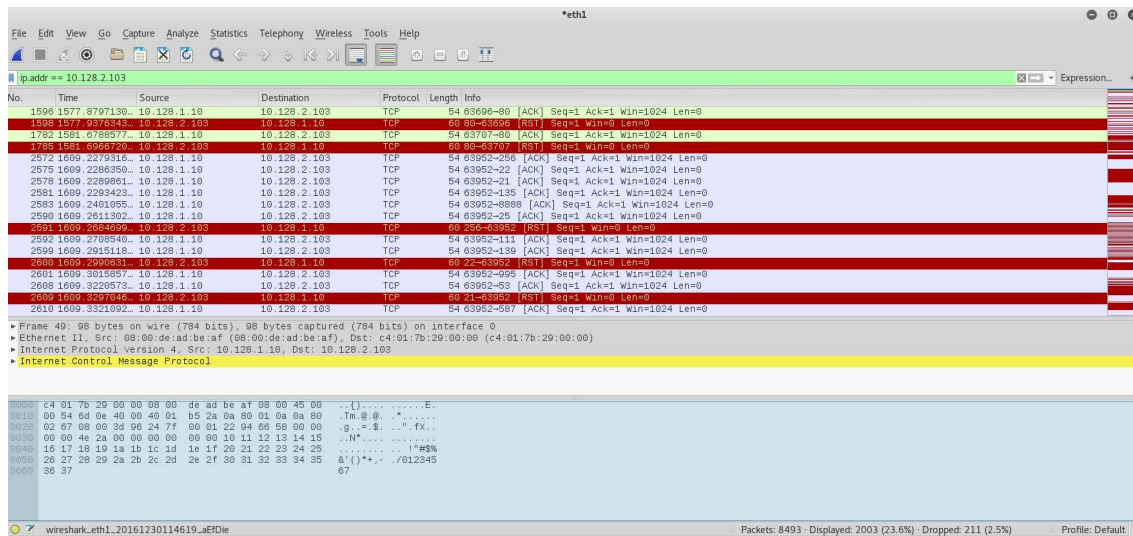 *eth1
File Edit View Go Capture Analyze Statistics Telephony Wireless Tools Help
ip.addr == 10.128.2.103 Expression... +
No. Time Source Destination Protocol Length Info
1596 1577.8797130… 10.128.1.10 10.128.2.103 TCP 54 63696→80 [ACK] Seq=1 Ack=1 Win=1024 Len=0
1598 1577.9376343… 10.128.2.103 10.128.1.10 TCP 60 80→63696 [RST] Seq=1 Win=0 Len=0
1782 1581.6788577… 10.128.1.10 10.128.2.103 TCP 54 63707→80 [ACK] Seq=1 Ack=1 Win=1024 Len=0
1785 1581.6966720… 10.128.2.103 10.128.1.10 TCP 60 80→63707 [RST] Seq=1 Win=0 Len=0
2572 1609.2279316… 10.128.1.10 10.128.2.103 TCP 54 63952→256 [ACK] Seq=1 Ack=1 Win=1024 Len=0
2575 1609.2286350… 10.128.1.10 10.128.2.103 TCP 54 63952→22 [ACK] Seq=1 Ack=1 Win=1024 Len=0
2578 1609.2289861… 10.128.1.10 10.128.2.103 TCP 54 63952→21 [ACK] Seq=1 Ack=1 Win=1024 Len=0
2581 1609.2293423… 10.128.1.10 10.128.2.103 TCP 54 63952→135 [ACK] Seq=1 Ack=1 Win=1024 Len=0
2583 1609.2401055… 10.128.1.10 10.128.2.103 TCP 54 63952→8888 [ACK] Seq=1 Ack=1 Win=1024 Len=0
2590 1609.2611302… 10.128.1.10 10.128.2.103 TCP 54 63952→25 [ACK] Seq=1 Ack=1 Win=1024 Len=0
2591 1609.2684699… 10.128.2.103 10.128.1.10 TCP 60 256→63952 [RST] Seq=1 Win=0 Len=0
2592 1609.2708540… 10.128.1.10 10.128.2.103 TCP 54 63952→111 [ACK] Seq=1 Ack=1 Win=1024 Len=0
2599 1609.2915118… 10.128.1.10 10.128.2.103 TCP 54 63952→139 [ACK] Seq=1 Ack=1 Win=1024 Len=0
2600 1609.2990631… 10.128.2.103 10.128.1.10 TCP 60 22→63952 [RST] Seq=1 Win=0 Len=0
2601 1609.3015857… 10.128.1.10 10.128.2.103 TCP 54 63952→995 [ACK] Seq=1 Ack=1 Win=1024 Len=0
2608 1609.3220573… 10.128.1.10 10.128.2.103 TCP 54 63952→53 [ACK] Seq=1 Ack=1 Win=1024 Len=0
2609 1609.3297046… 10.128.2.103 10.128.1.10 TCP 60 21→63952 [RST] Seq=1 Win=0 Len=0
2610 1609.3321092… 10.128.1.10 10.128.2.103 TCP 54 63952→587 [ACK] Seq=1 Ack=1 Win=1024 Len=0
Frame 49: 98 bytes on wire (784 bits), 98 bytes captured (784 bits) on interface 0
Ethernet II, Src: 08:00:de:ad:be:af (08:00:de:ad:be:af), Dst: c4:01:7b:29:00:00 (c4:01:7b:29:00:00)
Internet Protocol Version 4, Src: 10.128.1.10, Dst: 10.128.2.103
Internet Control Message Protocol
0000 c4 01 7b 29 00 00 08 00 de ad be af 08 00 45 00 ..{).... ......E.
0010 00 54 6d 0e 40 00 40 01 b5 2a 0a 80 01 0a 0a 80 .Tm.@.@. .*......
0020 02 67 08 00 3d 96 24 7f 00 01 22 94 66 58 00 00 .g..=.$. ..".fX..
0030 00 00 4e 2a 00 00 00 00 00 00 10 11 12 13 14 15 ..N*.... ........
0040 16 17 18 19 1a 1b 1c 1d 1e 1f 20 21 22 23 24 25 ........ .. !"#$%
0050 26 27 28 29 2a 2b 2c 2d 2e 2f 30 31 32 33 34 35 &'()*+,- ./012345
0060 36 37 67
wireshark_eth1_20161230114619_aEfDie Packets: 8493 · Displayed: 2003 (23.6%) · Dropped: 211 (2.5%) Profile: Default